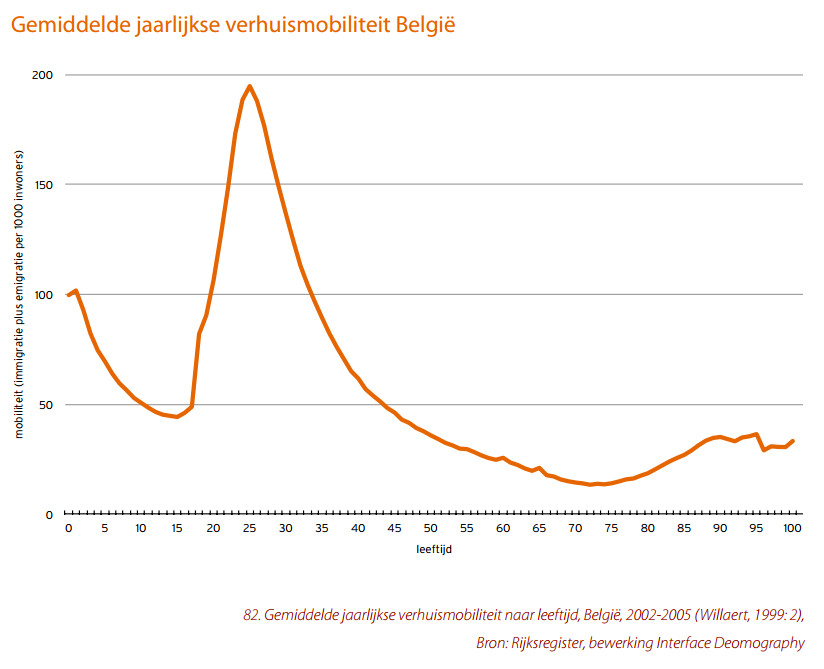 Gemiddelde jaarlijkse verhuismobiliteit België
mobiliteit (immigratie plus emigratie per 1000 inwoners)
200
150
100
50
0
0 5 10 15 20 25 30 35 40 45 50 55 60 65 70 75 80 85 90 95 100
leeftijd
82. Gemiddelde jaarlijkse verhuismobiliteit naar leeftijd, België, 2002-2005 (Willaert, 1999: 2),
Bron: Rijksregister, bewerking Interface Deomography